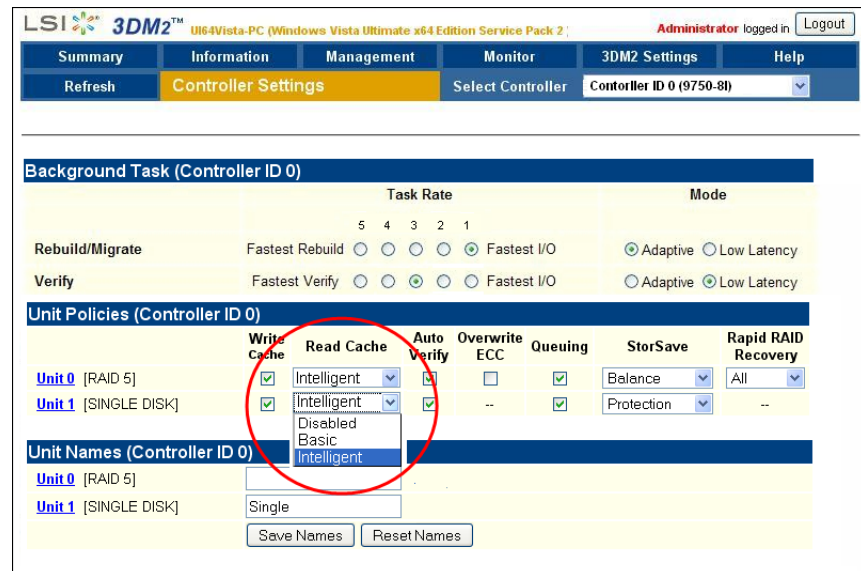 LSI 3DM2™ UI64Vista-PC (Windows Vista Ultimate x64 Edition Service Pack 2 ; Administrator logged in Logout
Summary Information Management Monitor 3DM2 Settings Help
Refresh Controller Settings Select Controller Contorller ID 0 (9750-8I)
Background Task (Controller ID 0)
Task Rate Mode
5 4 3 2 1
Rebuild/Migrate Fastest Rebuild Fastest I/O Adaptive Low Latency
Verify Fastest Verify Fastest I/O Adaptive Low Latency
Unit Policies (Controller ID 0)
Write Cache Read Cache Auto Verify Overwrite ECC Queuing StorSave Rapid RAID Recovery
Unit 0 [RAID 5] Intelligent Balance All
Unit 1 [SINGLE DISK] Intelligent -- Protection --
Disabled
Basic
Intelligent
Unit Names (Controller ID 0)
Unit 0 [RAID 5]
Unit 1 [SINGLE DISK] Single
Save Names Reset Names